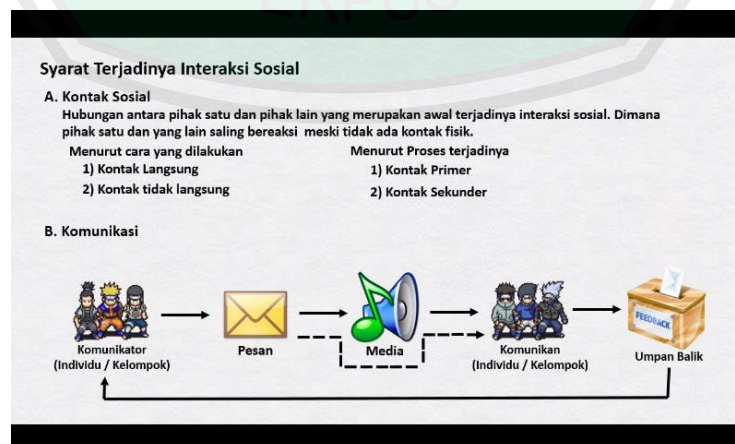 Syarat Terjadinya Interaksi Sosial
A. Kontak Sosial
Hubungan antara pihak satu dan pihak lain yang merupakan awal terjadinya interaksi sosial. Dimana
pihak satu dan yang lain saling bereaksi meski tidak ada kontak fisik.
Menurut cara yang dilakukan
1) Kontak Langsung
2) Kontak tidak langsung
Menurut Proses terjadinya
1) Kontak Primer
2) Kontak Sekunder
B. Komunikasi
Komunikator
(Individu / Kelompok)
Pesan
Media
Komunikan
(Individu / Kelompok)
FEEDBACK
Umpan Balik